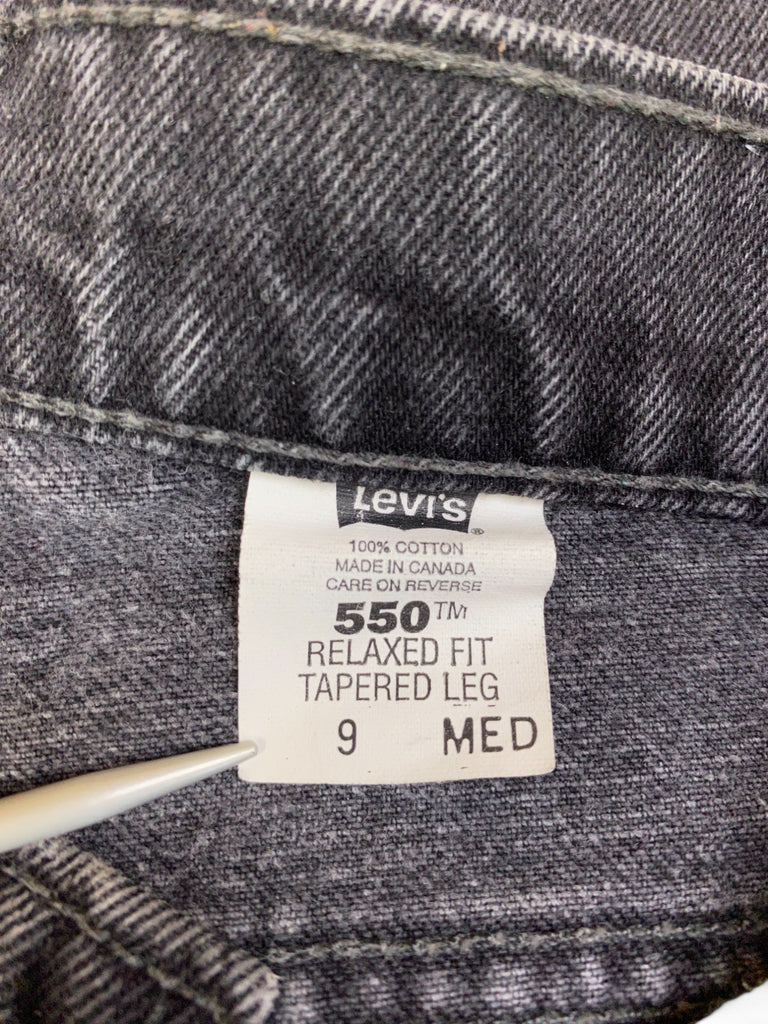 Levi's®
100% COTTON
MADE IN CANADA
CARE ON REVERSE
550™
RELAXED FIT
TAPERED LEG
9 MED